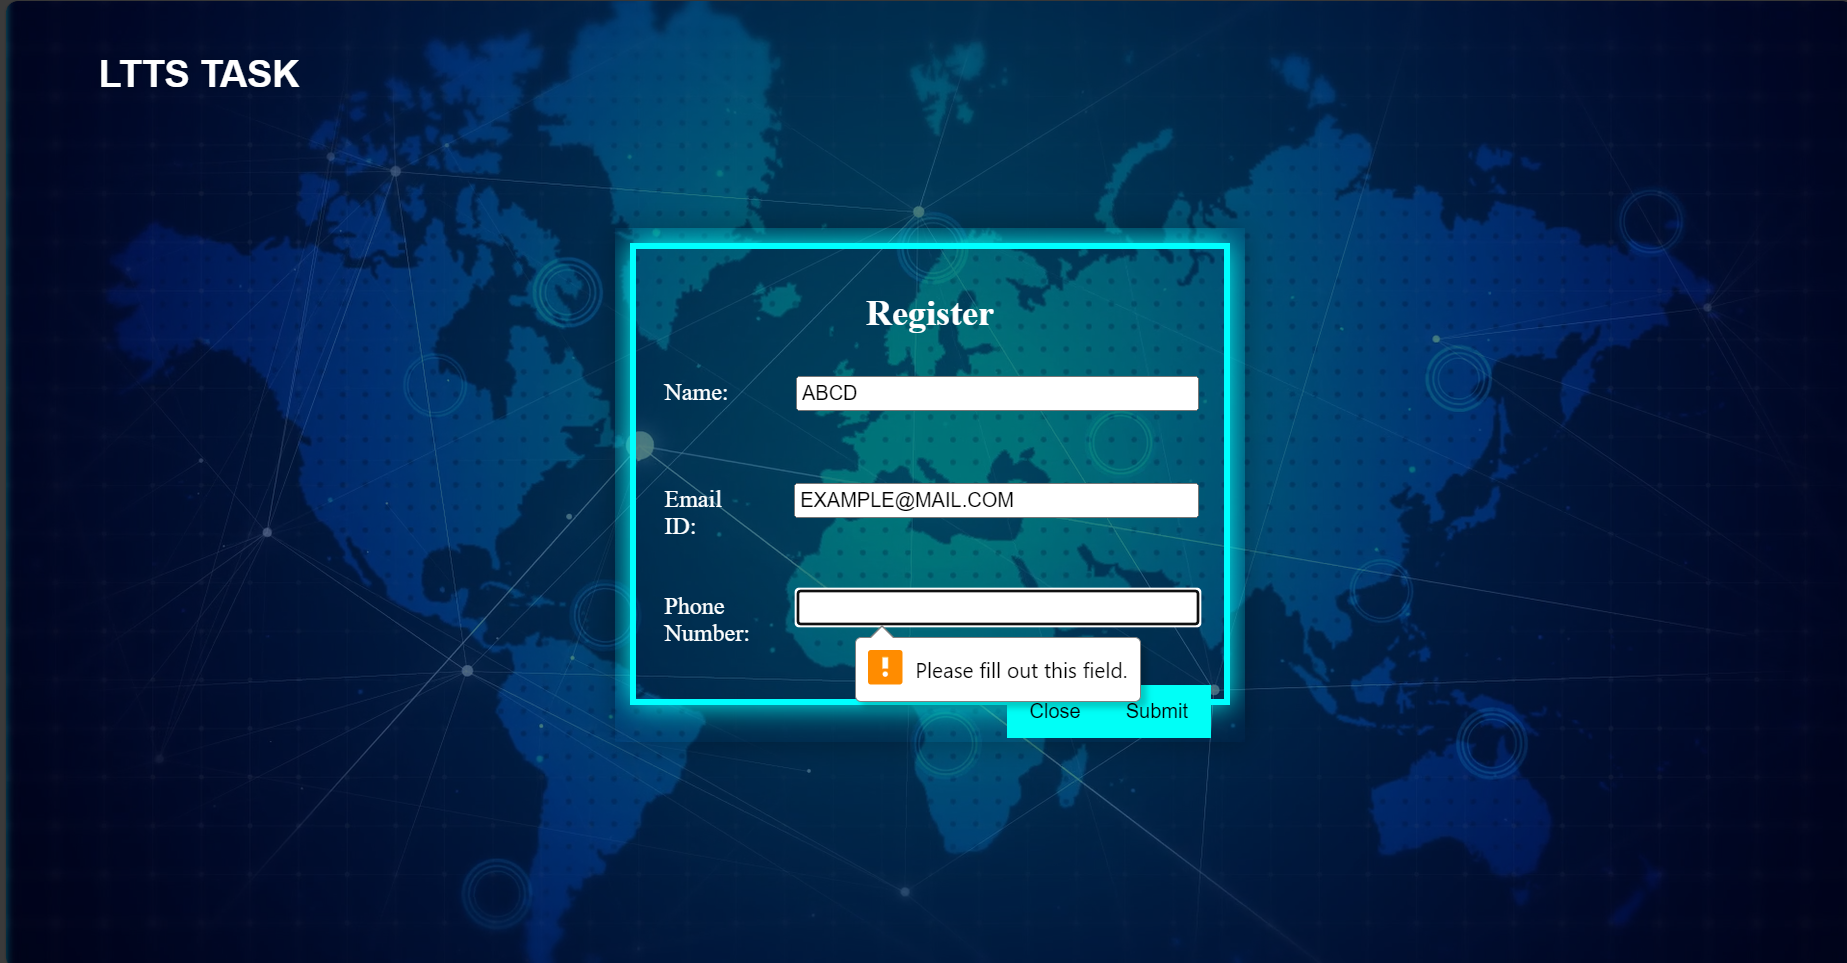 LTTS TASK
Register
Name:
ABCD
Email
ID:
EXAMPLE@MAIL.COM
Phone
Number:
Please fill out this field.
Close Submit